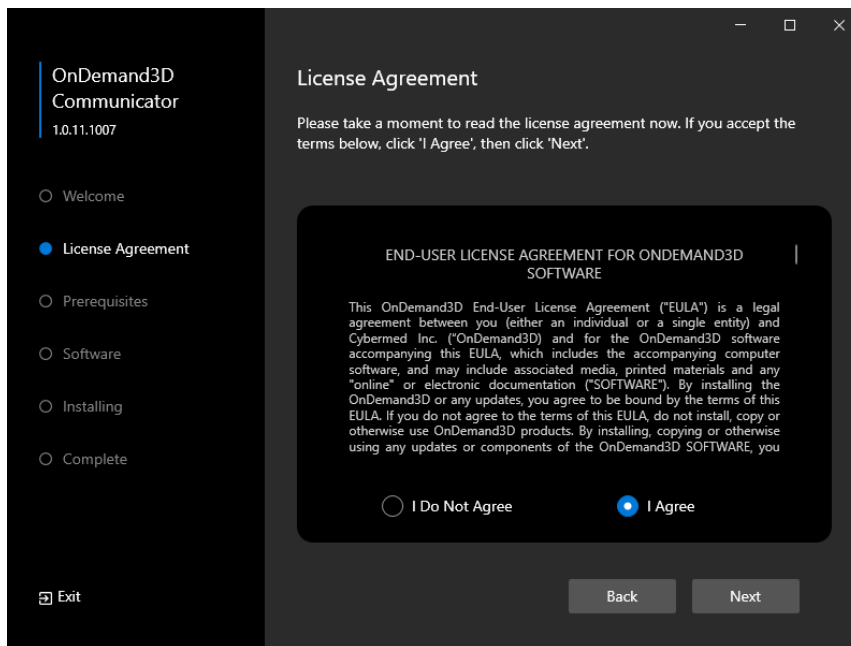 OnDemand3D
Communicator
1.0.11.1007
Welcome
License Agreement
Prerequisites
Software
Installing
Complete
Exit
License Agreement
Please take a moment to read the license agreement now. If you accept the
terms below, click 'I Agree', then click 'Next'.
END-USER LICENSE AGREEMENT FOR ONDEMAND3D
SOFTWARE
This OnDemand3D End-User License Agreement ("EULA") is a legal
agreement between you (either an individual or a single entity) and
Cybermed Inc. ("OnDemand3D) and for the OnDemand3D software
accompanying this EULA, which includes the accompanying computer
software, and may include associated media, printed materials and any
"online" or electronic documentation ("SOFTWARE"). By installing the
OnDemand3D or any updates, you agree to be bound by the terms of this
EULA. If you do not agree to the terms of this EULA, do not install, copy or
otherwise use OnDemand3D products. By installing, copying or otherwise
using any updates or components of the OnDemand3D SOFTWARE, you
I Do Not Agree
I Agree
Back
Next